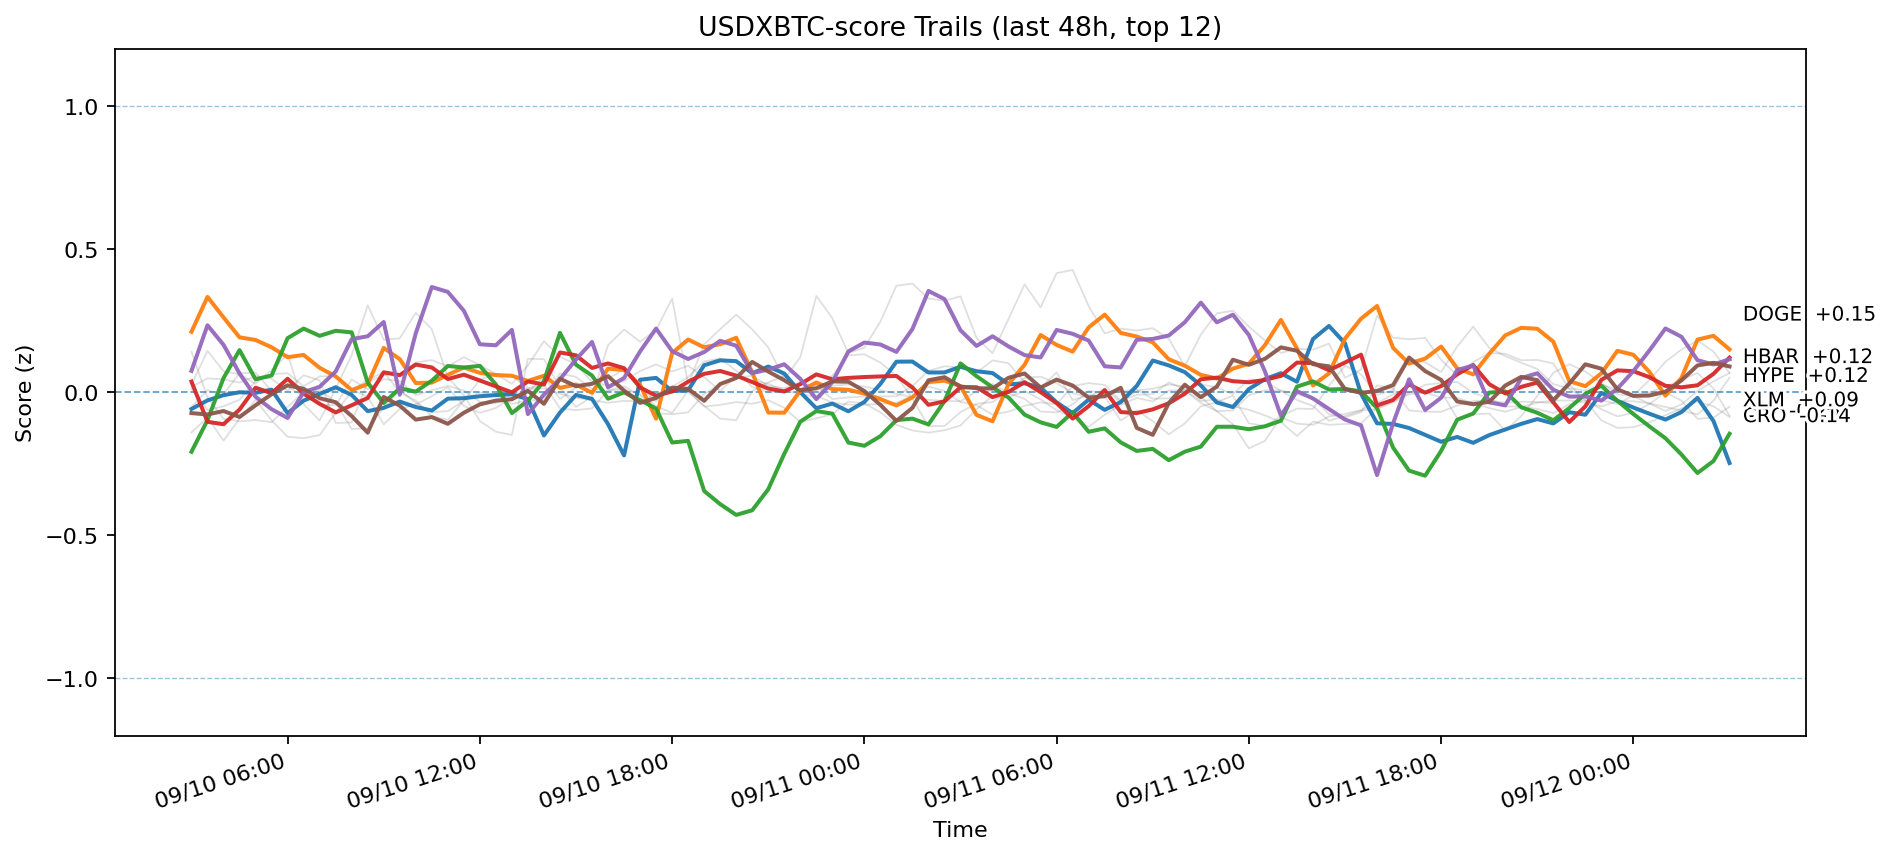 USDXBTC-score Trails (last 48h, top 12)
Score (z)
1.0
0.5
0.0
−0.5
−1.0
DOGE +0.15
HBAR +0.12
HYPE +0.12
XLM +0.09
CRO -0.14
09/10 06:00
09/10 12:00
09/10 18:00
09/11 00:00
09/11 06:00
09/11 12:00
09/11 18:00
09/12 00:00
Time